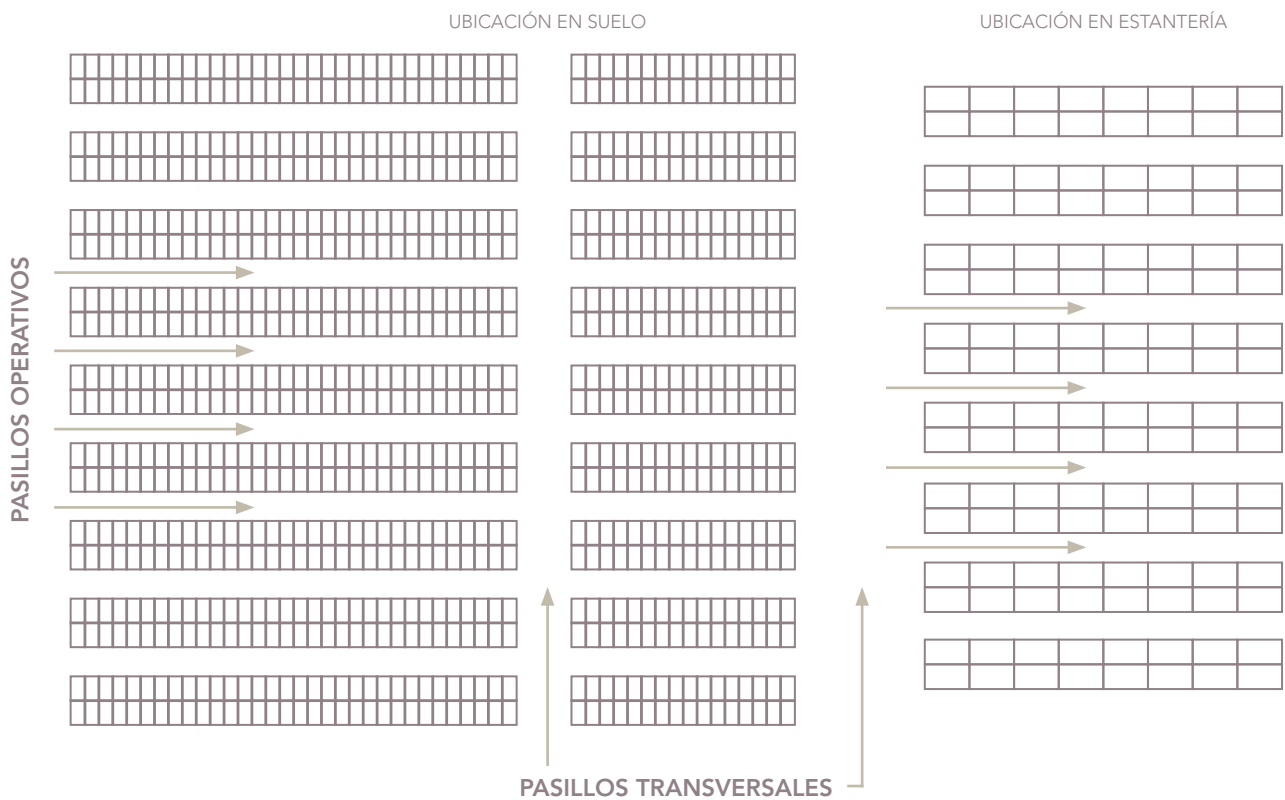 UBICACIÓN EN SUELO
UBICACIÓN EN ESTANTERÍA
PASILLOS OPERATIVOS
PASILLOS TRANSVERSALES